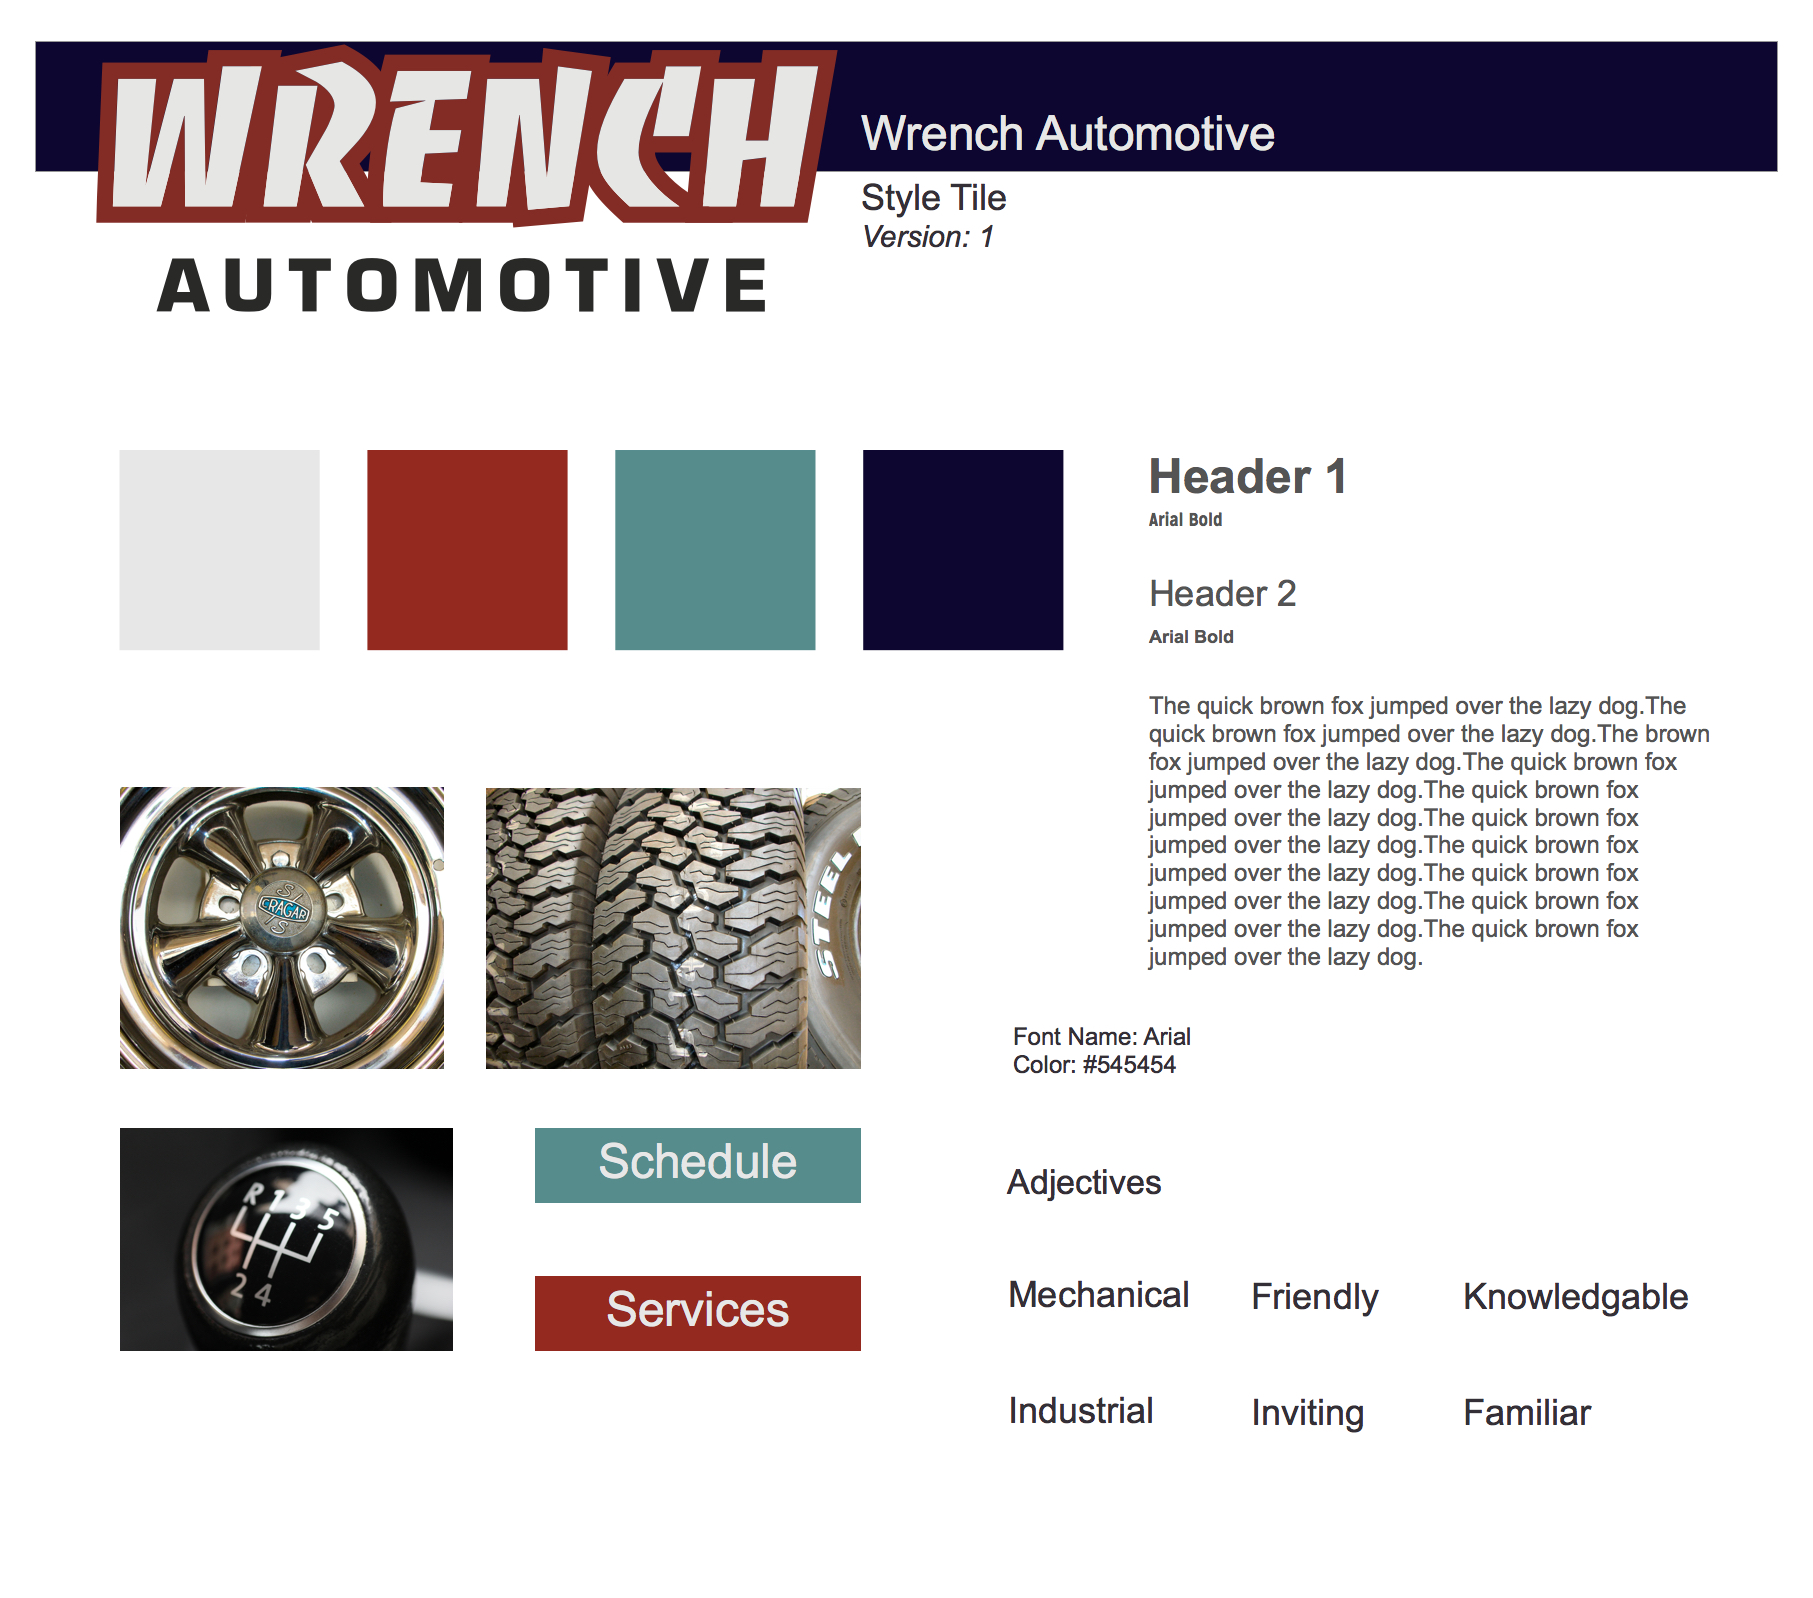 WRENCH
AUTOMOTIVE
Wrench Automotive
Style Tile
Version: 1
Header 1
Arial Bold
Header 2
Arial Bold
The quick brown fox jumped over the lazy dog.The
quick brown fox jumped over the lazy dog.The brown
fox jumped over the lazy dog.The quick brown fox
jumped over the lazy dog.The quick brown fox
jumped over the lazy dog.The quick brown fox
jumped over the lazy dog.The quick brown fox
jumped over the lazy dog.The quick brown fox
jumped over the lazy dog.The quick brown fox
jumped over the lazy dog.The quick brown fox
jumped over the lazy dog.
S/S
CRAGAR
STEEL
Font Name: Arial
Color: #545454
R 1 3 5
2 4
Schedule
Services
Adjectives
Mechanical Friendly Knowledgable
Industrial Inviting Familiar